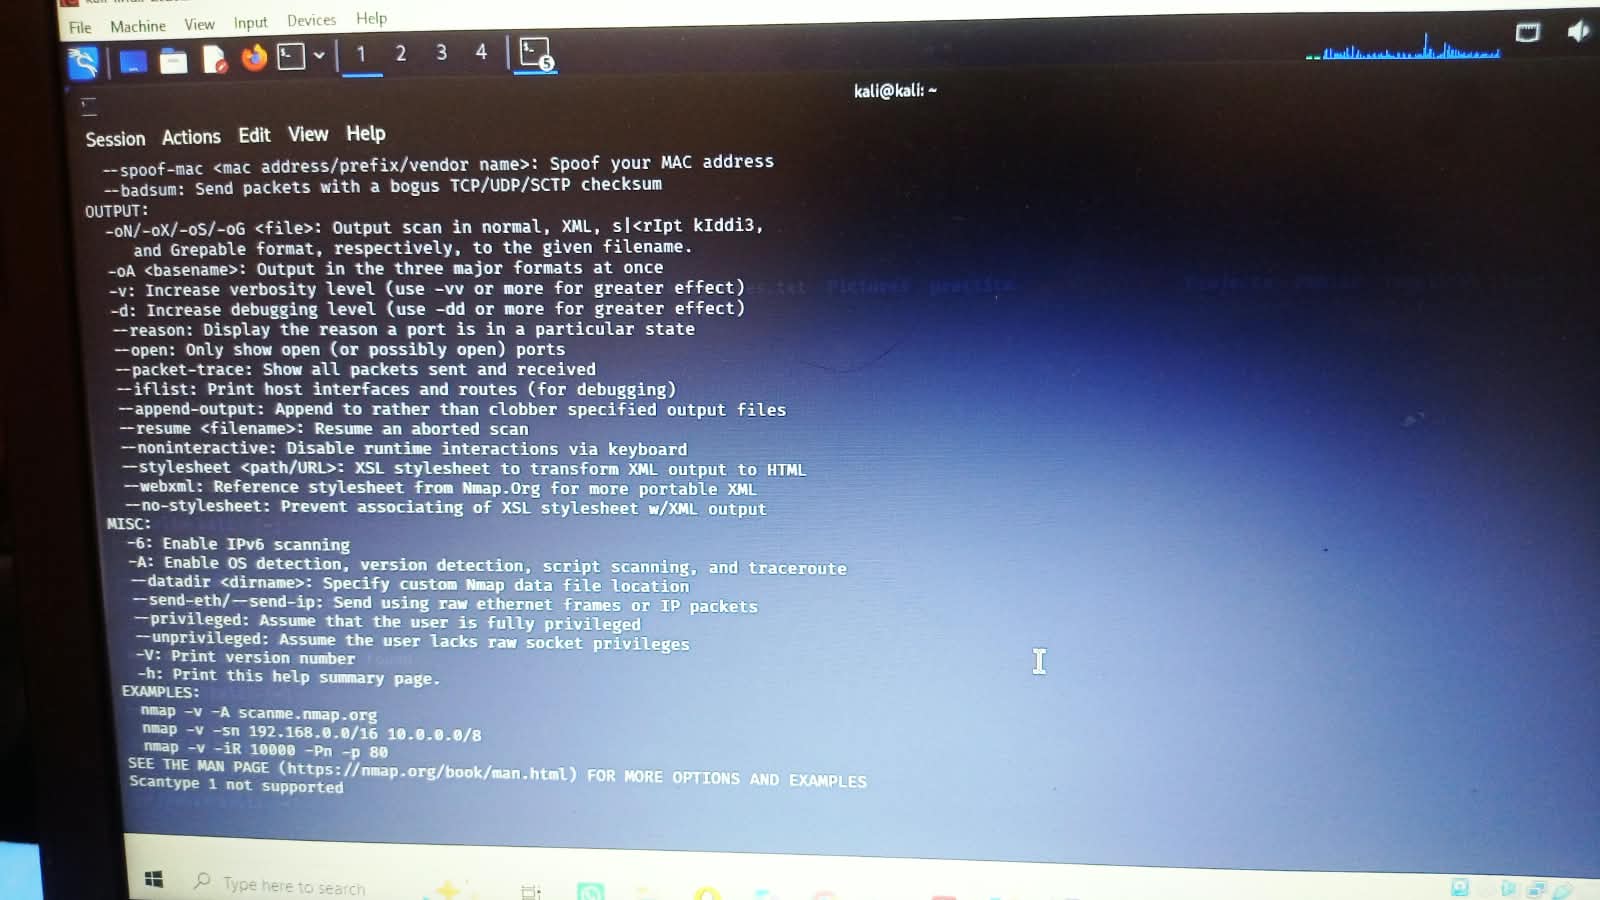 File Machine View Input Devices Help
1 2 3 4 5
kali@kali: ~
Session Actions Edit View Help
--spoof-mac <mac address/prefix/vendor name>: Spoof your MAC address
--badsum: Send packets with a bogus TCP/UDP/SCTP checksum
OUTPUT:
-oN/-oX/-oS/-oG <file>: Output scan in normal, XML, s|<rIpt kIddi3,
and Grepable format, respectively, to the given filename.
-oA <basename>: Output in the three major formats at once
-v: Increase verbosity level (use -vv or more for greater effect)
-d: Increase debugging level (use -dd or more for greater effect)
--reason: Display the reason a port is in a particular state
--open: Only show open (or possibly open) ports
--packet-trace: Show all packets sent and received
--iflist: Print host interfaces and routes (for debugging)
--append-output: Append to rather than clobber specified output files
--resume <filename>: Resume an aborted scan
--noninteractive: Disable runtime interactions via keyboard
--stylesheet <path/URL>: XSL stylesheet to transform XML output to HTML
--webxml: Reference stylesheet from Nmap.Org for more portable XML
--no-stylesheet: Prevent associating of XSL stylesheet w/XML output
MISC:
-6: Enable IPv6 scanning
-A: Enable OS detection, version detection, script scanning, and traceroute
--datadir <dirname>: Specify custom Nmap data file location
--send-eth/--send-ip: Send using raw ethernet frames or IP packets
--privileged: Assume that the user is fully privileged
--unprivileged: Assume the user lacks raw socket privileges
-V: Print version number
-h: Print this help summary page.
EXAMPLES:
nmap -v -A scanme.nmap.org
nmap -v -sn 192.168.0.0/16 10.0.0.0/8
nmap -v -iR 10000 -Pn -p 80
SEE THE MAN PAGE (https://nmap.org/book/man.html) FOR MORE OPTIONS AND EXAMPLES
Scantype 1 not supported
Type here to search